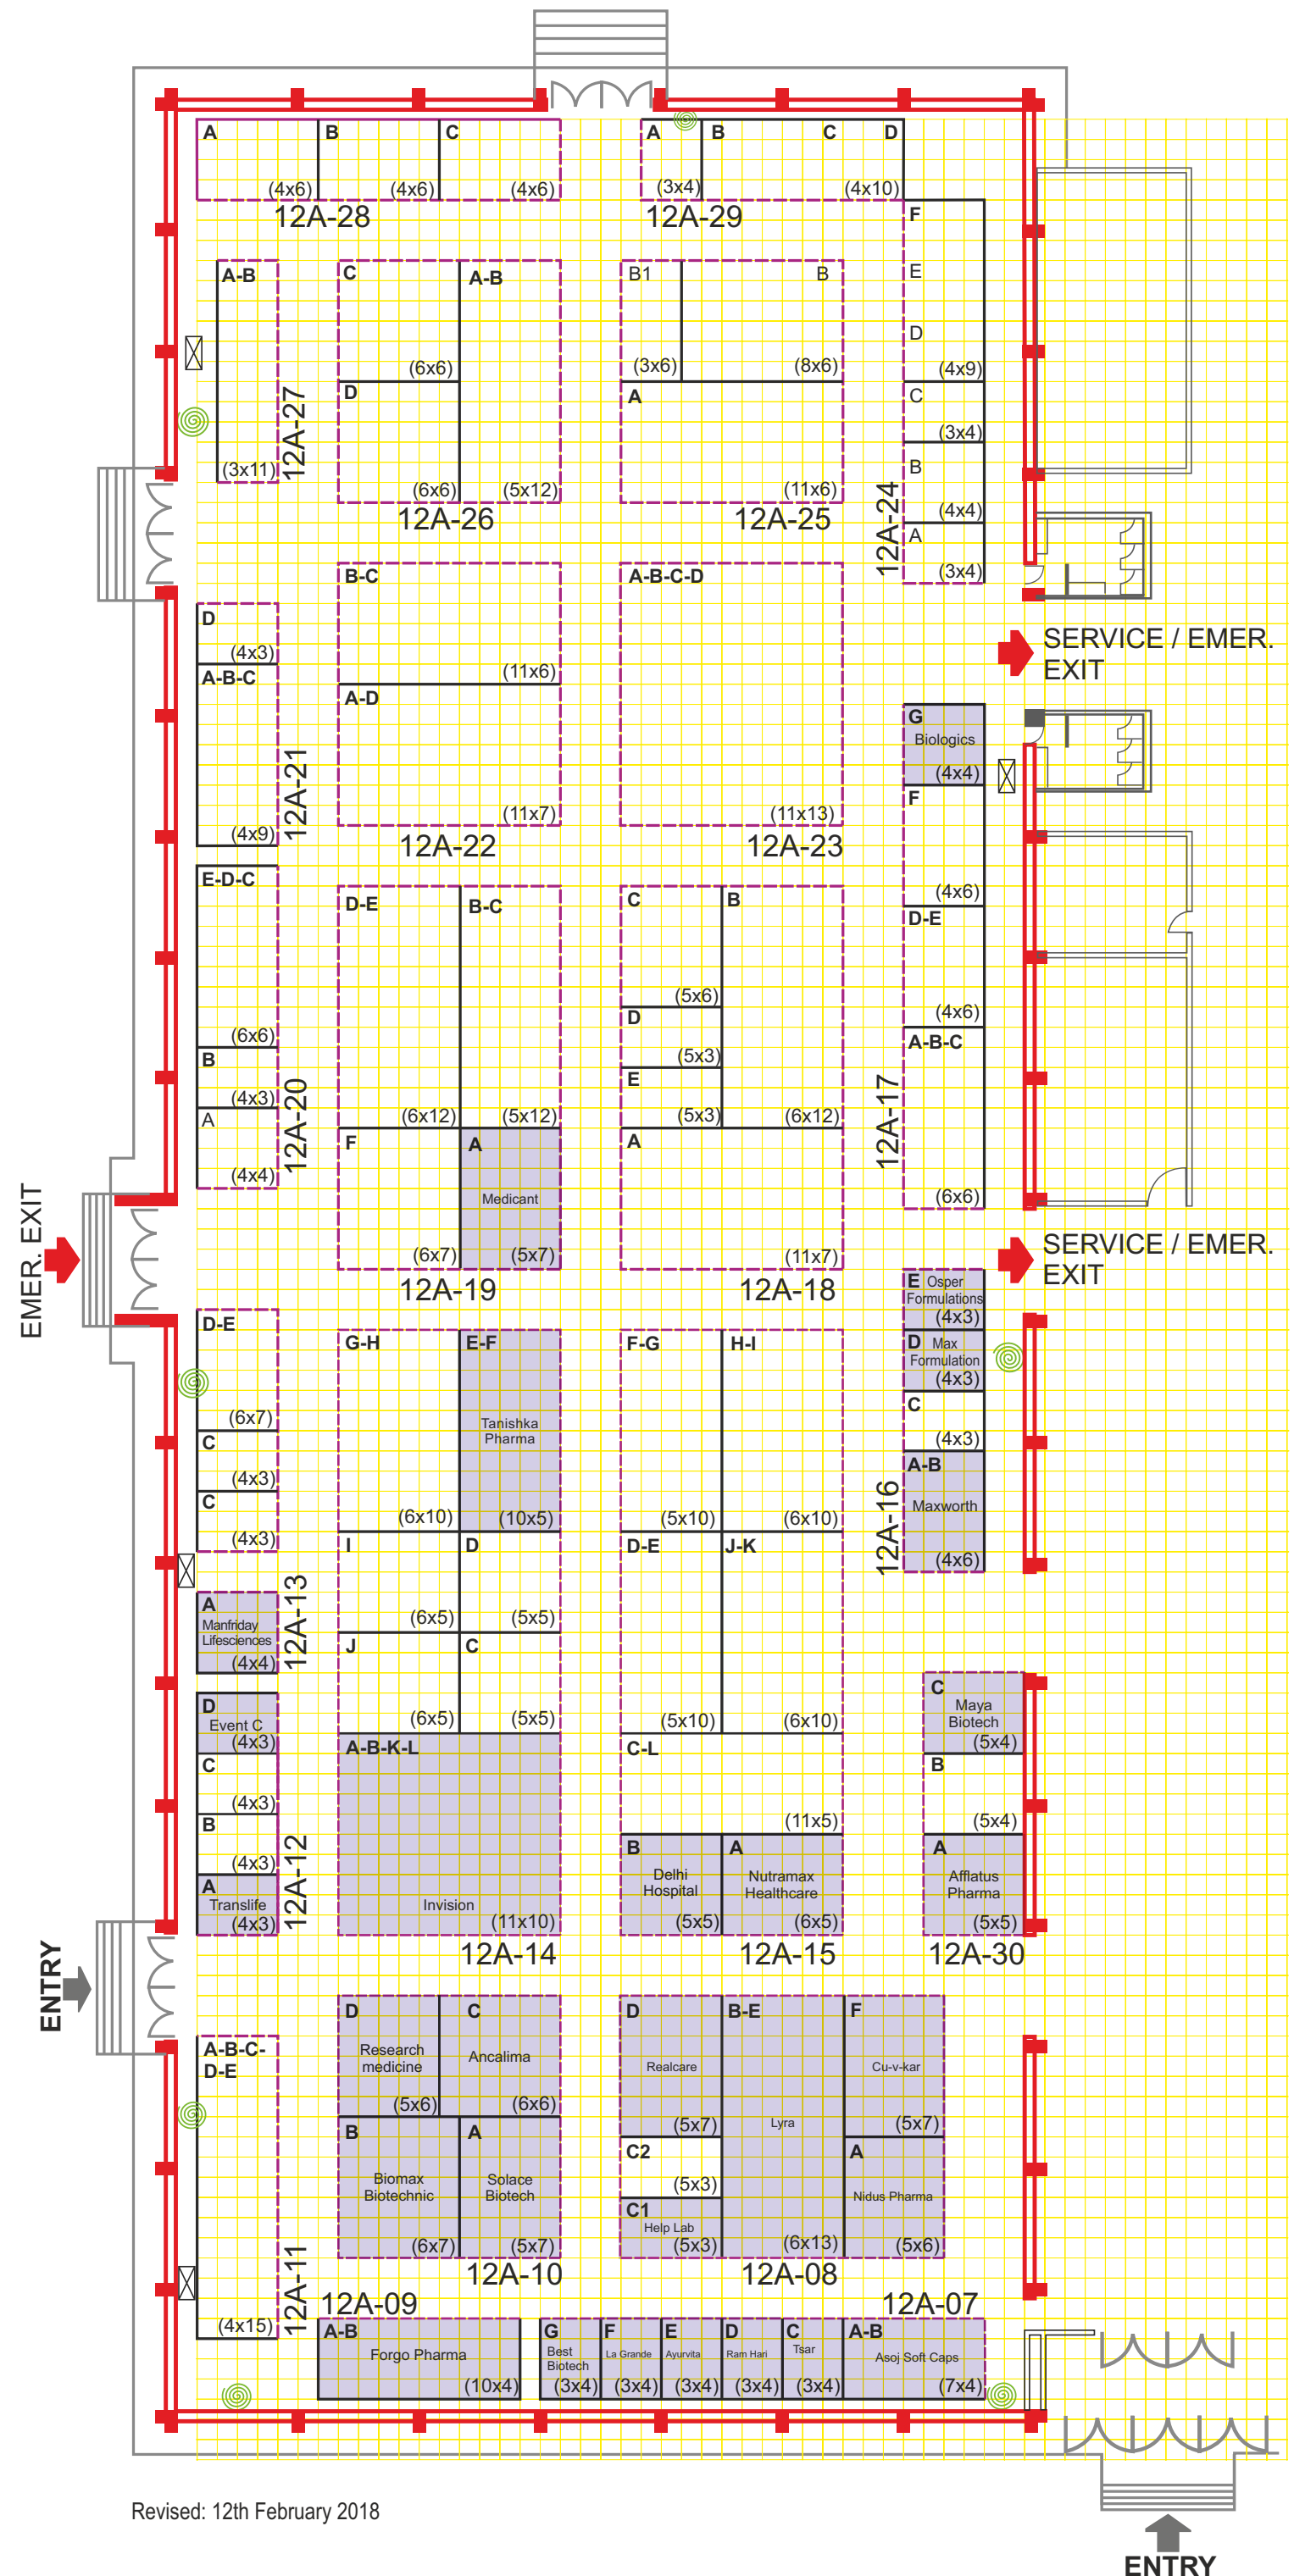 A
B
C
(4x6)
(4x6)
(4x6)
12A-28
A
B
C
D
(3x4)
(4x10)
12A-29
A-B
(3x11)
12A-27
C
(6x6)
A-B
D
(6x6)
(5x12)
12A-26
B1
B
(3x6)
(8x6)
A
(11x6)
12A-25
F
E
D
(4x9)
C
(3x4)
B
(4x4)
A
(3x4)
12A-24
SERVICE / EMER.
EXIT
D
(4x3)
A-B-C
(4x9)
12A-21
B-C
(11x6)
A-D
(11x7)
12A-22
A-B-C-D
(11x13)
12A-23
G
Biologics
(4x4)
F
(4x6)
D-E
(4x6)
A-B-C
(6x6)
12A-17
E-D-C
(6x6)
B
(4x3)
A
(4x4)
12A-20
D-E
(6x12)
B-C
(5x12)
F
(6x7)
A
Medicant
(5x7)
12A-19
C
(5x6)
B
D
(5x3)
E
(5x3)
(6x12)
A
(11x7)
12A-18
EMER. EXIT
SERVICE / EMER.
EXIT
D-E
(6x7)
C
(4x3)
C
(4x3)
A
Manfriday
Lifesciences
(4x4)
12A-13
G-H
(6x10)
E-F
Tanishka
Pharma
(10x5)
I
(6x5)
D
(5x5)
J
(6x5)
C
(5x5)
A-B-K-L
Invision
(11x10)
12A-14
F-G
(5x10)
H-I
(6x10)
D-E
(5x10)
J-K
(6x10)
C-L
(11x5)
B
Delhi
Hospital
(5x5)
A
Nutramax
Healthcare
(6x5)
12A-15
E Osper
Formulations
(4x3)
D Max
Formulation
(4x3)
C
(4x3)
A-B
Maxworth
(4x6)
12A-16
C
Maya
Biotech
(5x4)
B
(5x4)
A
Afflatus
Pharma
(5x5)
12A-30
D
Event C
(4x3)
C
(4x3)
B
(4x3)
A
Translife
(4x3)
12A-12
ENTRY
A-B-C-
D-E
(4x15)
12A-11
D
Research
medicine
(5x6)
C
Ancalima
(6x6)
B
Biomax
Biotechnic
(6x7)
A
Solace
Biotech
(5x7)
12A-10
D
Realcare
(5x7)
B-E
Lyra
(6x13)
F
Cu-v-kar
(5x7)
C2
(5x3)
C1
Help Lab
(5x3)
A
Nidus Pharma
(5x6)
12A-08
12A-09
A-B
Forgo Pharma
(10x4)
12A-07
G
Best
Biotech
(3x4)
F
La Grande
(3x4)
E
Ayurvita
(3x4)
D
Ram Hari
(3x4)
C
Tsar
(3x4)
A-B
Asoj Soft Caps
(7x4)
Revised: 12th February 2018
ENTRY